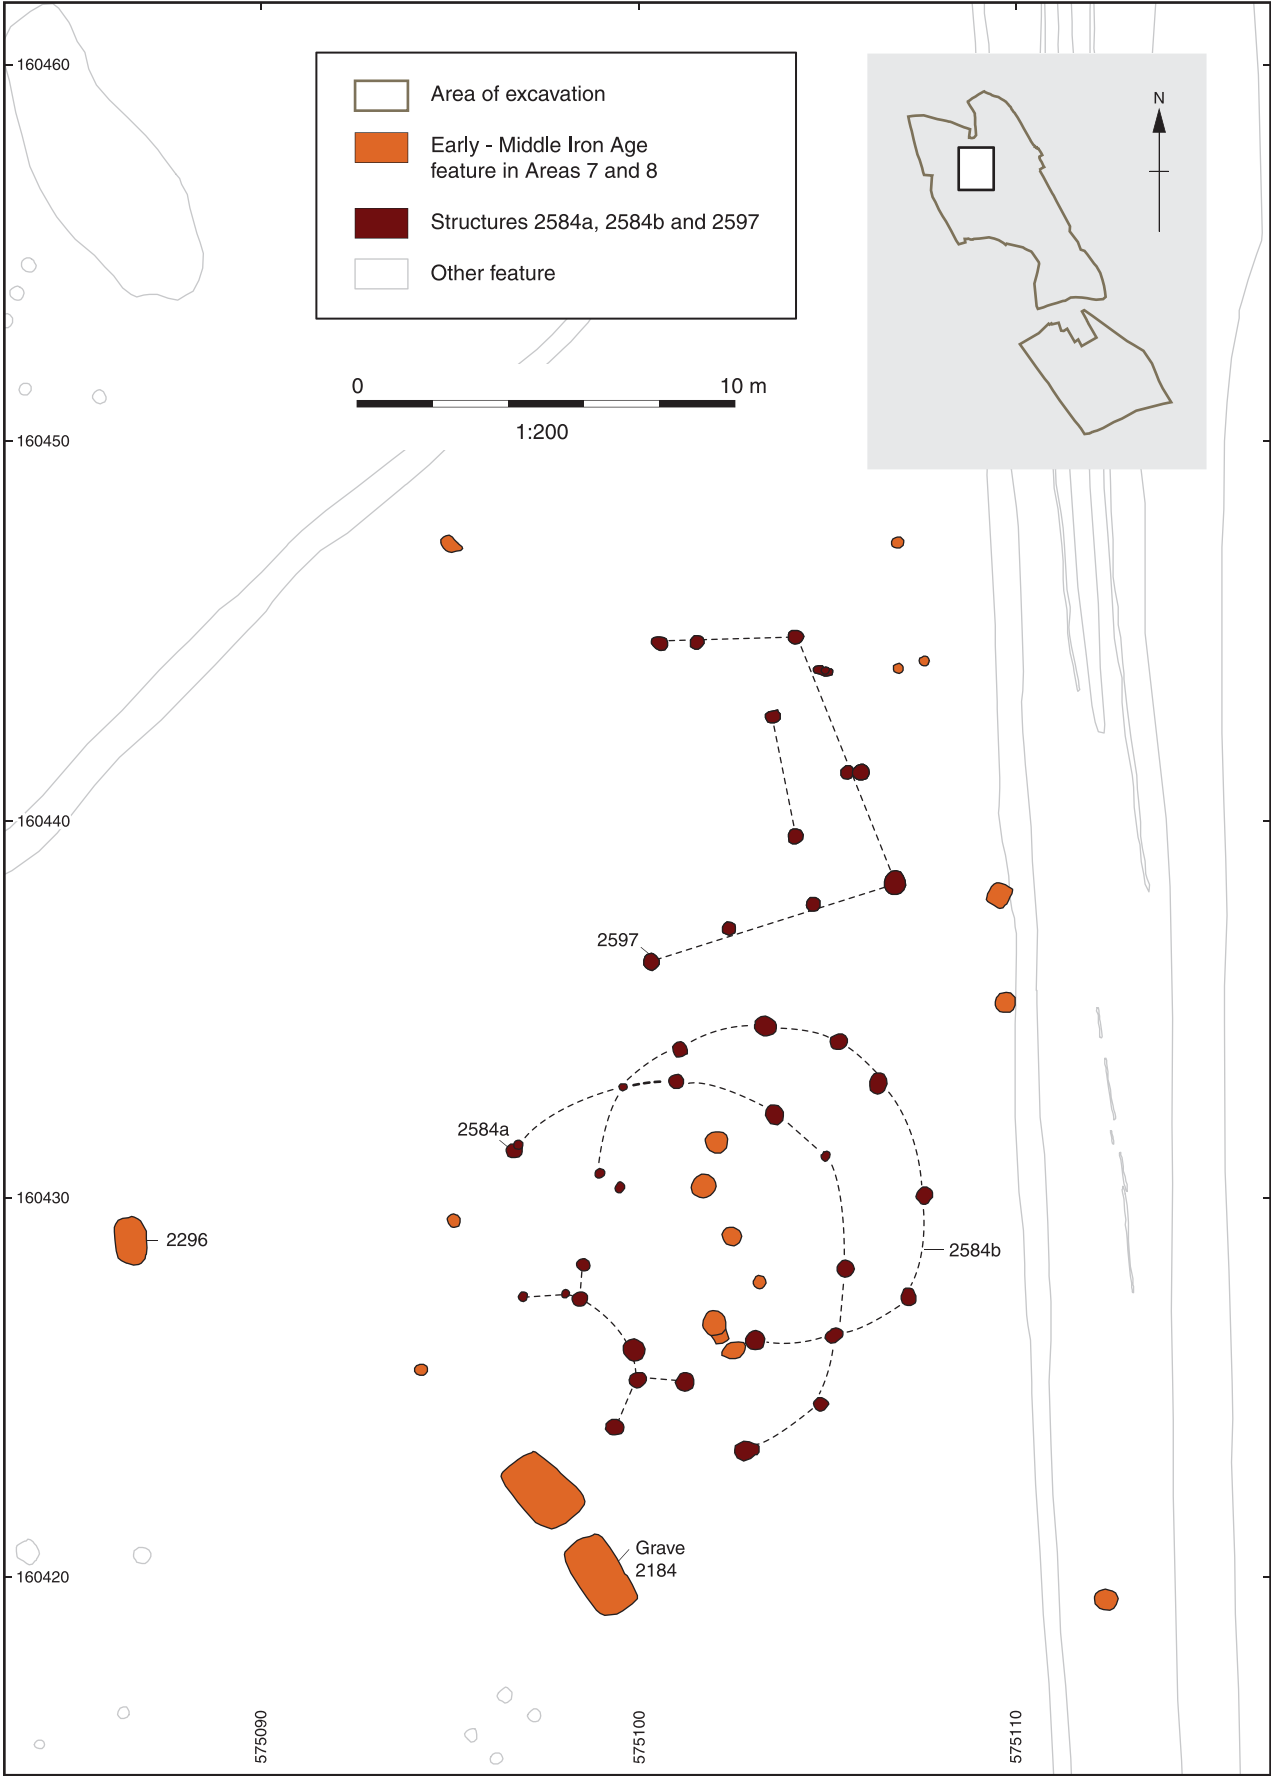 160460
Area of excavation
Early - Middle Iron Age
feature in Areas 7 and 8
Structures 2584a, 2584b and 2597
Other feature
N
0 10 m
1:200
160450
160440
2597
2584a
160430
2296
2584b
Grave
2184
160420
575090
575100
575110